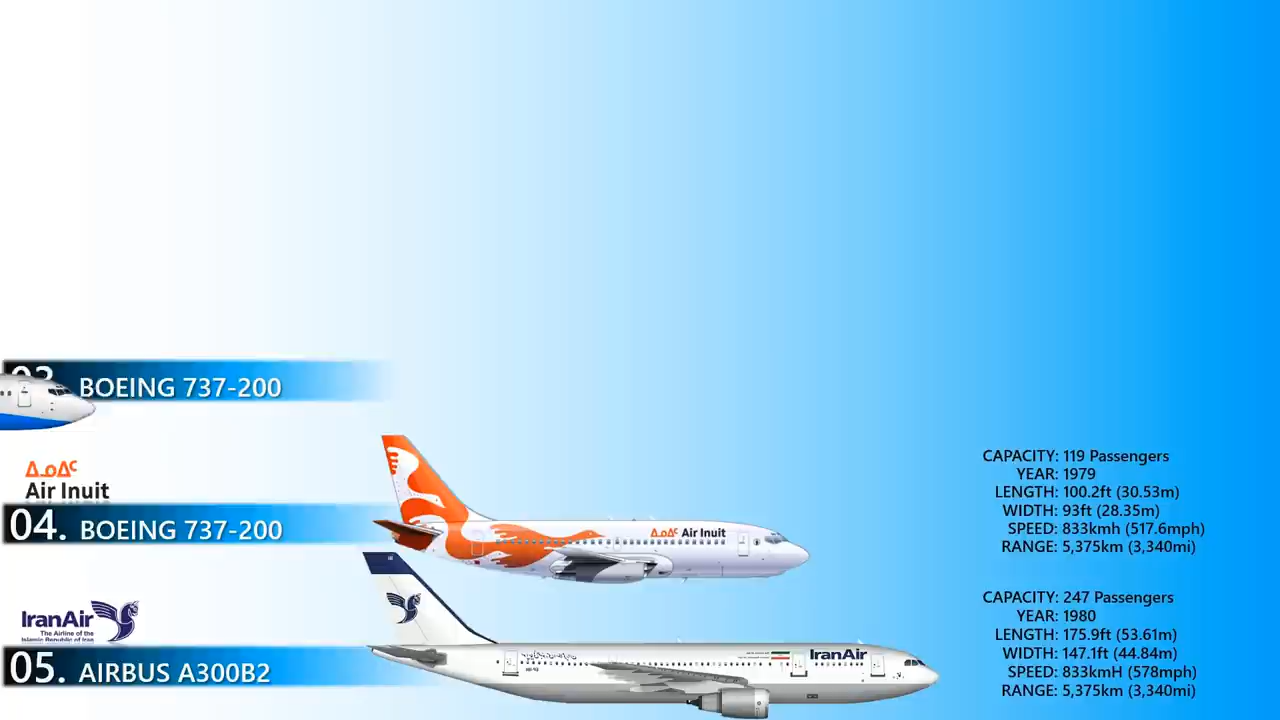 03.
BOEING 737-200
ᐃᓄᐃᑦ
Air Inuit
04. BOEING 737-200
ᐃᓄᐃᑦ Air Inuit
CAPACITY: 119 Passengers
YEAR: 1979
LENGTH: 100.2ft (30.53m)
WIDTH: 93ft (28.35m)
SPEED: 833kmh (517.6mph)
RANGE: 5,375km (3,340mi)
IranAir
The Airline of the
Islamic Republic of Iran
05. AIRBUS A300B2
IranAir
CAPACITY: 247 Passengers
YEAR: 1980
LENGTH: 175.9ft (53.61m)
WIDTH: 147.1ft (44.84m)
SPEED: 833kmH (578mph)
RANGE: 5,375km (3,340mi)